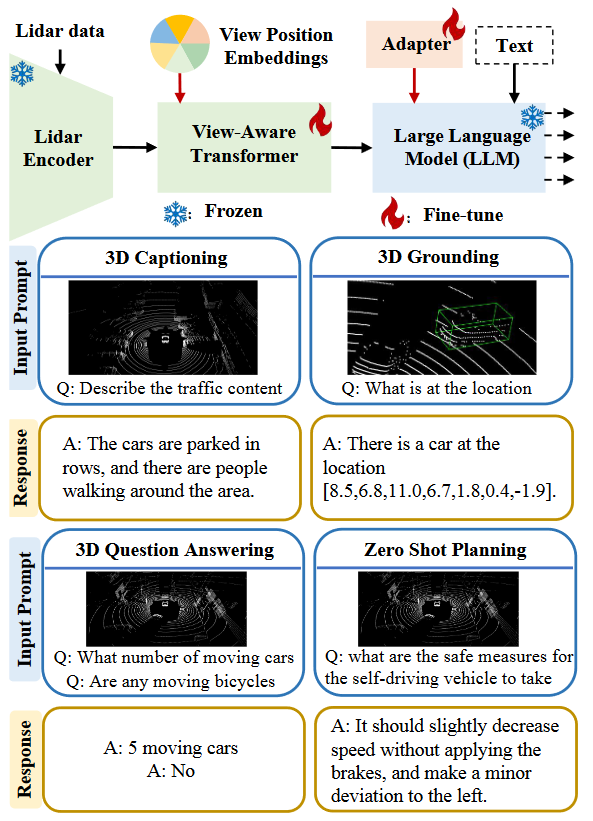 Lidar data
View Position
Embeddings
Adapter
Text
Lidar
Encoder
View-Aware
Transformer
Large Language
Model (LLM)
: Frozen
: Fine-tune
Input Prompt
3D Captioning
Q: Describe the traffic content
3D Grounding
Q: What is at the location
Response
A: The cars are parked in
rows, and there are people
walking around the area.
A: There is a car at the
location
[8.5,6.8,11.0,6.7,1.8,0.4,-1.9].
Input Prompt
3D Question Answering
Q: What number of moving cars
Q: Are any moving bicycles
Zero Shot Planning
Q: what are the safe measures for
the self-driving vehicle to take
Response
A: 5 moving cars
A: No
A: It should slightly decrease
speed without applying the
brakes, and make a minor
deviation to the left.